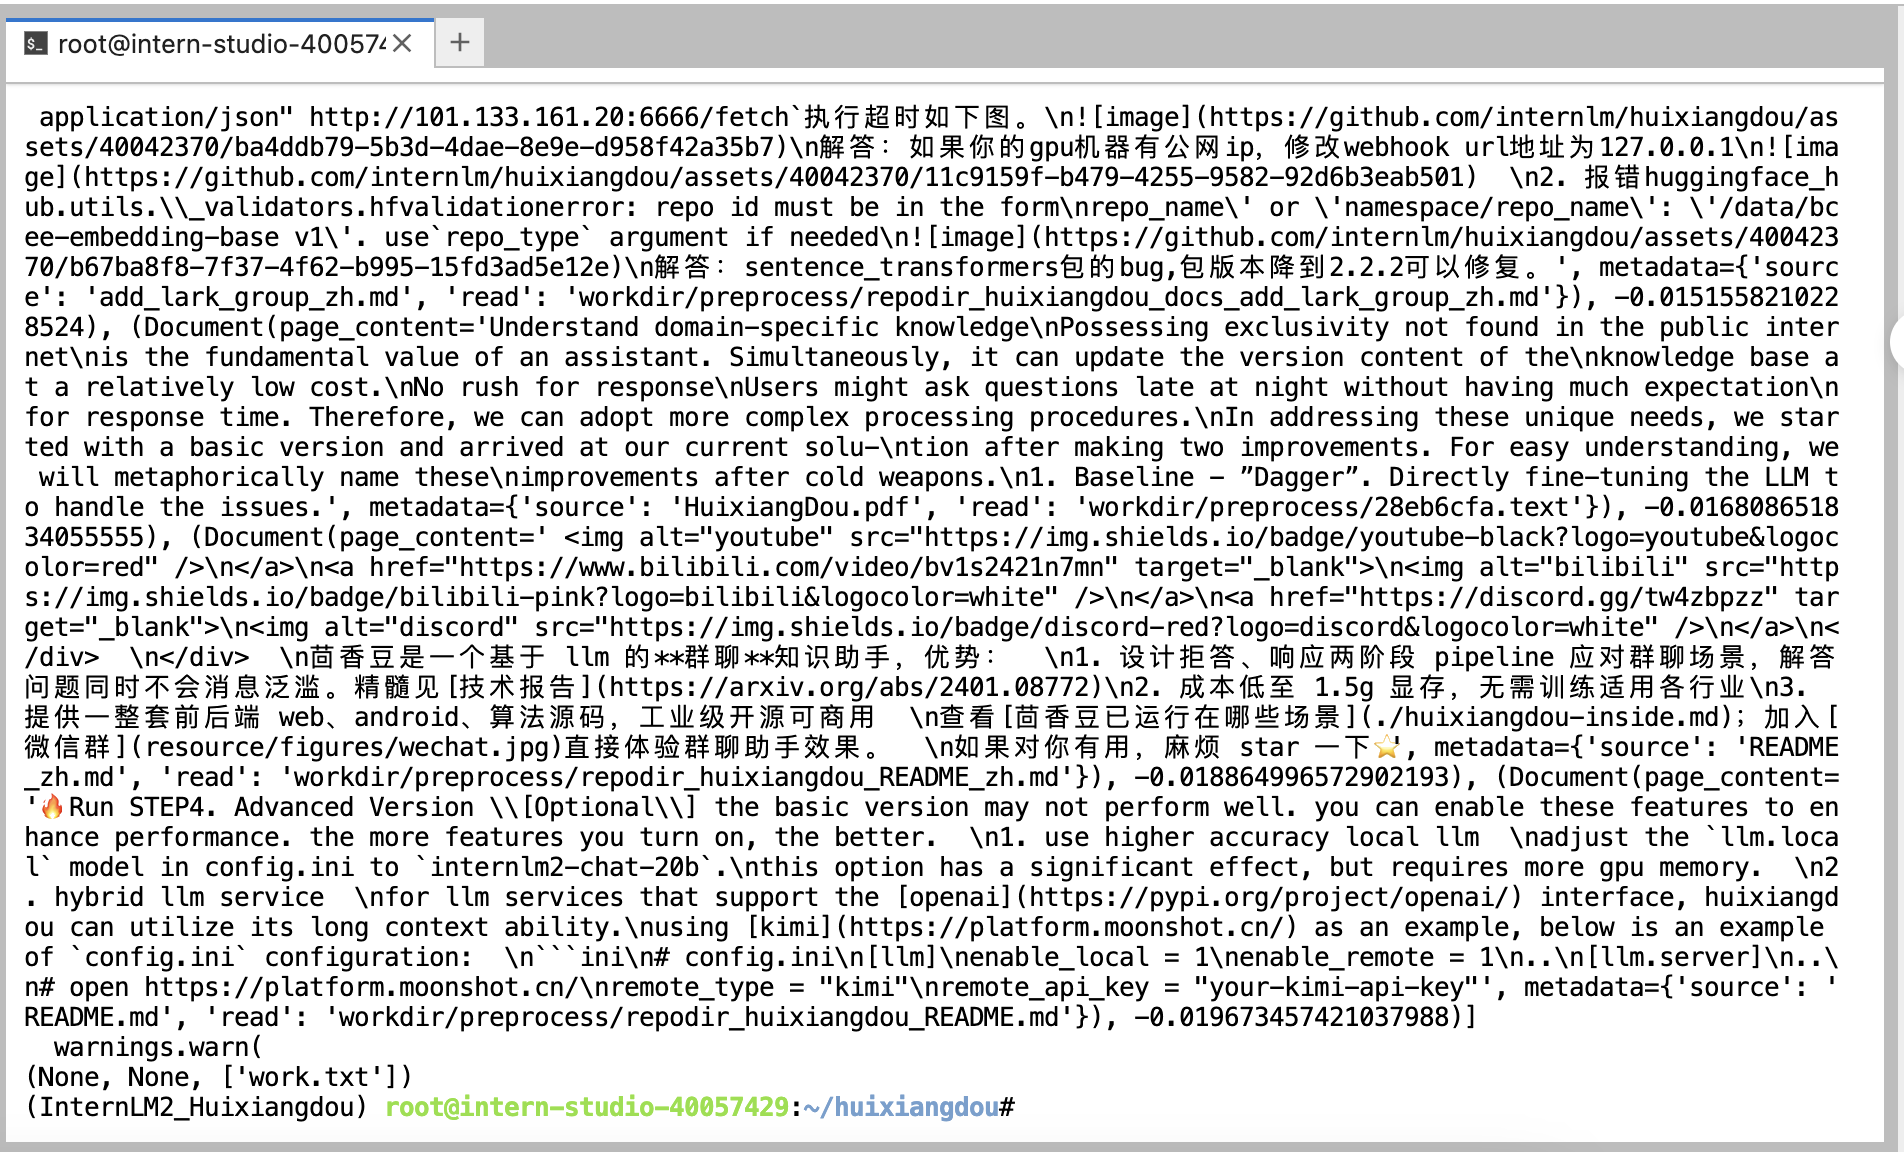 root@intern-studio-400574
application/json" http://101.133.161.20:6666/fetch`执行超时如下图。\n![image](https://github.com/internlm/huixiangdou/as
sets/40042370/ba4ddb79-5b3d-4dae-8e9e-d958f42a35b7)\n解答：如果你的gpu机器有公网ip，修改webhook url地址为127.0.0.1\n![ima
ge](https://github.com/internlm/huixiangdou/assets/40042370/11c9159f-b479-4255-9582-92d6b3eab501)  \n2. 报错huggingface_h
ub.utils.\\_validators.hfvalidationerror: repo id must be in the form\nrepo_name\' or \'namespace/repo_name\': \'/data/bc
ee-embedding-base v1\'. use`repo_type` argument if needed\n![image](https://github.com/internlm/huixiangdou/assets/400423
70/b67ba8f8-7f37-4f62-b995-15fd3ad5e12e)\n解答：sentence_transformers包的bug,包版本降到2.2.2可以修复。', metadata={'sourc
e': 'add_lark_group_zh.md', 'read': 'workdir/preprocess/repodir_huixiangdou_docs_add_lark_group_zh.md'}), -0.015155821022
8524), (Document(page_content='Understand domain-specific knowledge\nPossessing exclusivity not found in the public inter
net\nis the fundamental value of an assistant. Simultaneously, it can update the version content of the\nknowledge base a
t a relatively low cost.\nNo rush for response\nUsers might ask questions late at night without having much expectation\n
for response time. Therefore, we can adopt more complex processing procedures.\nIn addressing these unique needs, we star
ted with a basic version and arrived at our current solu-\ntion after making two improvements. For easy understanding, we
will metaphorically name these\nimprovements after cold weapons.\n1. Baseline – ”Dagger”. Directly fine-tuning the LLM t
o handle the issues.', metadata={'source': 'HuixiangDou.pdf', 'read': 'workdir/preprocess/28eb6cfa.text'}), -0.0168086518
34055555), (Document(page_content=' <img alt="youtube" src="https://img.shields.io/badge/youtube-black?logo=youtube&logoc
olor=red" />\n</a>\n<a href="https://www.bilibili.com/video/bv1s2421n7mn" target="_blank">\n<img alt="bilibili" src="http
s://img.shields.io/badge/bilibili-pink?logo=bilibili&logocolor=white" />\n</a>\n<a href="https://discord.gg/tw4zbpzz" tar
get="_blank">\n<img alt="discord" src="https://img.shields.io/badge/discord-red?logo=discord&logocolor=white" />\n</a>\n<
/div>  \n</div>  \n茴香豆是一个基于 llm 的**群聊**知识助手，优势：  \n1. 设计拒答、响应两阶段 pipeline 应对群聊场景，解答
问题同时不会消息泛滥。精髓见[技术报告](https://arxiv.org/abs/2401.08772)\n2. 成本低至 1.5g 显存，无需训练适用各行业\n3.
提供一整套前后端 web、android、算法源码，工业级开源可商用  \n查看[茴香豆已运行在哪些场景](./huixiangdou-inside.md)；加入[
微信群](resource/figures/wechat.jpg)直接体验群聊助手效果。  \n如果对你有用，麻烦 star 一下⭐', metadata={'source': 'README
_zh.md', 'read': 'workdir/preprocess/repodir_huixiangdou_README_zh.md'}), -0.018864996572902193), (Document(page_content=
'🔥Run STEP4. Advanced Version \\[Optional\\] the basic version may not perform well. you can enable these features to en
hance performance. the more features you turn on, the better.  \n1. use higher accuracy local llm  \nadjust the `llm.loca
l` model in config.ini to `internlm2-chat-20b`.\nthis option has a significant effect, but requires more gpu memory.  \n2
. hybrid llm service  \nfor llm services that support the [openai](https://pypi.org/project/openai/) interface, huixiangd
ou can utilize its long context ability.\nusing [kimi](https://platform.moonshot.cn/) as an example, below is an example
of `config.ini` configuration:  \n```ini\n# config.ini\n[llm]\nenable_local = 1\nenable_remote = 1\n..\n[llm.server]\n..\
n# open https://platform.moonshot.cn/\nremote_type = "kimi"\nremote_api_key = "your-kimi-api-key"', metadata={'source': '
README.md', 'read': 'workdir/preprocess/repodir_huixiangdou_README.md'}), -0.019673457421037988)]
warnings.warn(
(None, None, ['work.txt'])
(InternLM2_Huixiangdou) root@intern-studio-40057429:~/huixiangdou#